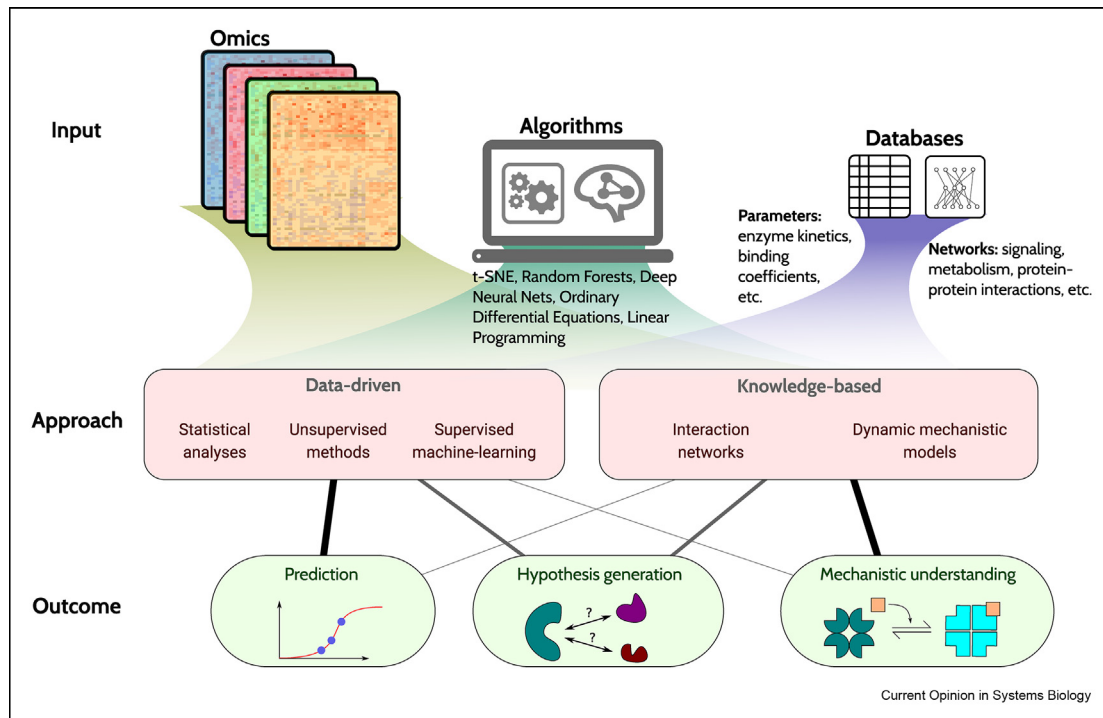 Omics
Input
Algorithms
Databases
Parameters:
enzyme kinetics,
binding
coefficients,
etc.
Networks: signaling,
metabolism, protein-
protein interactions, etc.
t-SNE, Random Forests, Deep
Neural Nets, Ordinary
Differential Equations, Linear
Programming
Approach
Data-driven
Statistical
analyses
Unsupervised
methods
Supervised
machine-learning
Knowledge-based
Interaction
networks
Dynamic mechanistic
models
Outcome
Prediction
Hypothesis generation
?
?
Mechanistic understanding
Current Opinion in Systems Biology